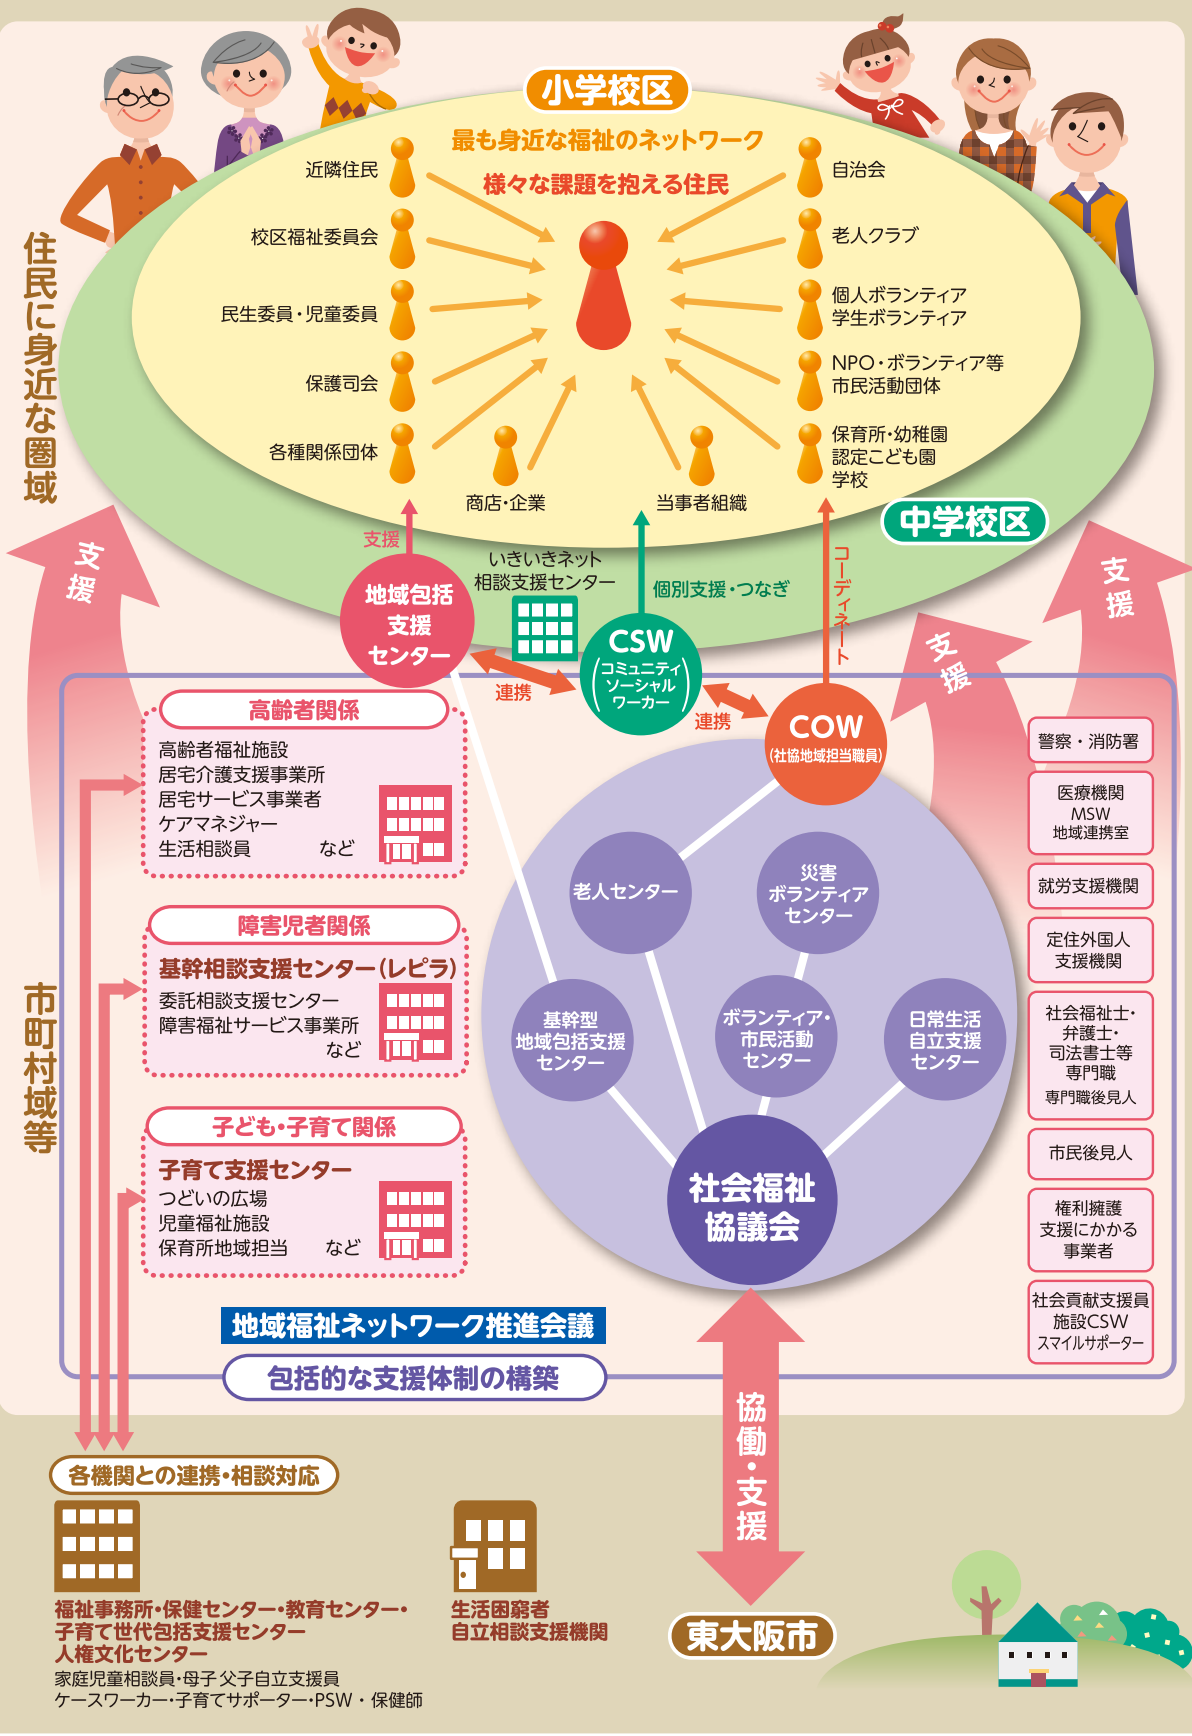 小学校区
最も身近な福祉のネットワーク
様々な課題を抱える住民
近隣住民
校区福祉委員会
民生委員・児童委員
保護司会
各種関係団体
商店・企業
当事者組織
自治会
老人クラブ
個人ボランティア
学生ボランティア
NPO・ボランティア等
市民活動団体
保育所・幼稚園
認定こども園
学校
中学校区
住民に身近な圏域
支援
支援
支援
支援
地域包括
支援
センター
いきいきネット
相談支援センター
個別支援・つなぎ
コーディネート
CSW
(コミュニティ
ソーシャル
ワーカー)
連携
連携
COW
(社協地域担当職員)
市町村域等
高齢者関係
高齢者福祉施設
居宅介護支援事業所
居宅サービス事業者
ケアマネジャー
生活相談員 など
障害児者関係
基幹相談支援センター(レピラ)
委託相談支援センター
障害福祉サービス事業所
など
子ども・子育て関係
子育て支援センター
つどいの広場
児童福祉施設
保育所地域担当 など
老人センター
災害
ボランティア
センター
基幹型
地域包括支援
センター
ボランティア・
市民活動
センター
日常生活
自立支援
センター
社会福祉
協議会
警察・消防署
医療機関
MSW
地域連携室
就労支援機関
定住外国人
支援機関
社会福祉士・
弁護士・
司法書士等
専門職
専門職後見人
市民後見人
権利擁護
支援にかかる
事業者
社会貢献支援員
施設CSW
スマイルサポーター
地域福祉ネットワーク推進会議
包括的な支援体制の構築
協働・支援
各機関との連携・相談対応
福祉事務所・保健センター・教育センター・
子育て世代包括支援センター
人権文化センター
家庭児童相談員・母子父子自立支援員
ケースワーカー・子育てサポーター・PSW・保健師
生活困窮者
自立相談支援機関
東大阪市